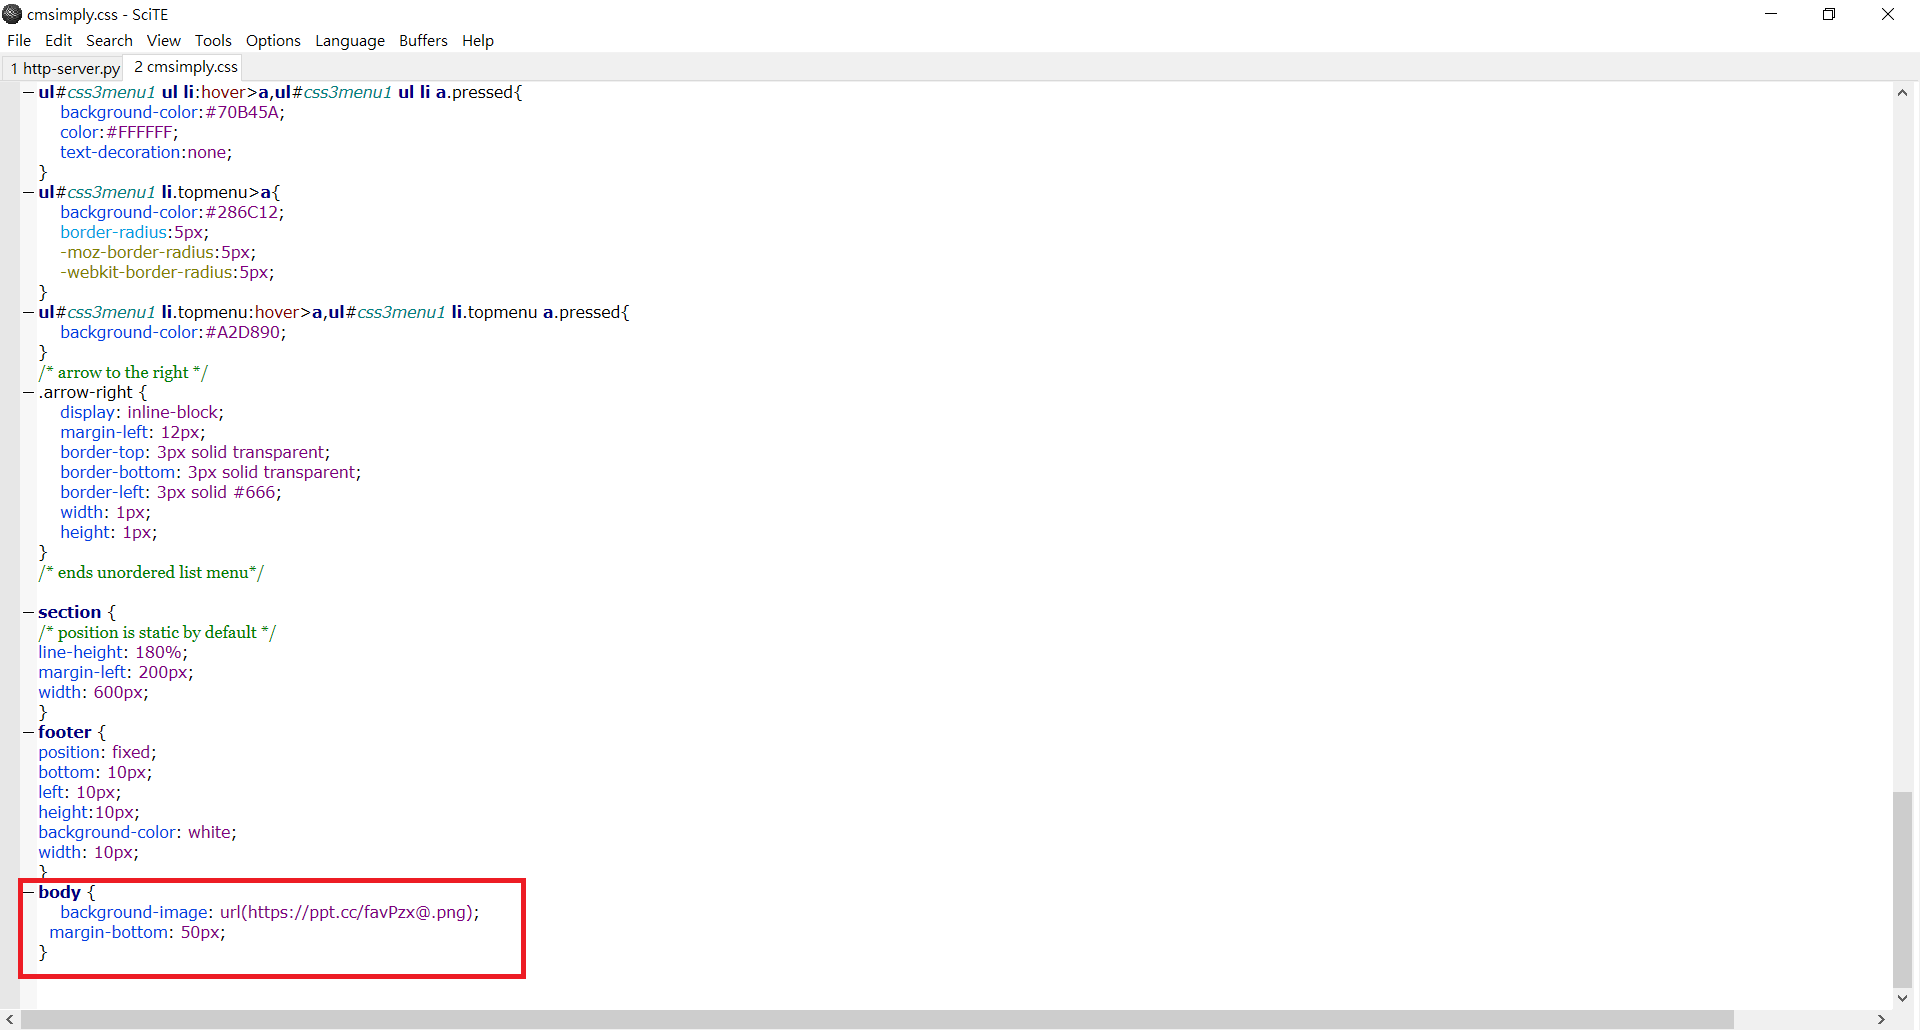 cmsimply.css - SciTE
File Edit Search View Tools Options Language Buffers Help
1 http-server.py 2 cmsimply.css
ul#css3menu1 ul li:hover>a,ul#css3menu1 ul li a.pressed{
background-color:#70B45A;
color:#FFFFFF;
text-decoration:none;
}
ul#css3menu1 li.topmenu>a{
background-color:#286C12;
border-radius:5px;
-moz-border-radius:5px;
-webkit-border-radius:5px;
}
ul#css3menu1 li.topmenu:hover>a,ul#css3menu1 li.topmenu a.pressed{
background-color:#A2D890;
}
/* arrow to the right */
.arrow-right {
display: inline-block;
margin-left: 12px;
border-top: 3px solid transparent;
border-bottom: 3px solid transparent;
border-left: 3px solid #666;
width: 1px;
height: 1px;
}
/* ends unordered list menu*/
section {
/* position is static by default */
line-height: 180%;
margin-left: 200px;
width: 600px;
}
footer {
position: fixed;
bottom: 10px;
left: 10px;
height:10px;
background-color: white;
width: 10px;
}
body {
background-image: url(https://ppt.cc/favPzx@.png);
margin-bottom: 50px;
}